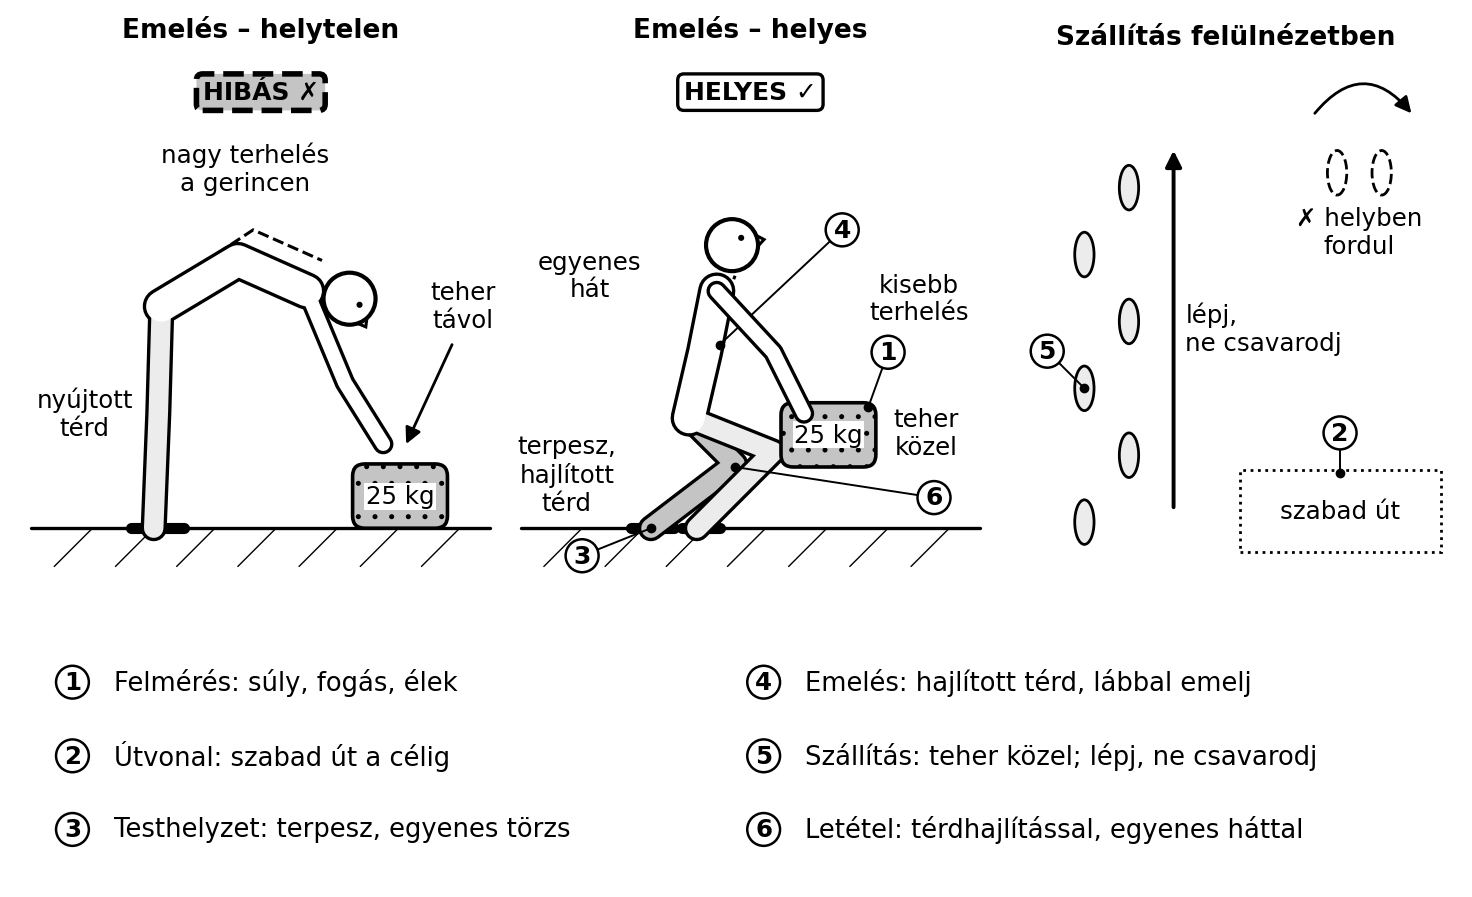 Emelés – helytelen
HIBÁS ✗
nagy terhelés
a gerincen
teher
távol
nyújtott
térd
25 kg
Emelés – helyes
HELYES ✓
egyenes
hát
4
kisebb
terhelés
1
25 kg
teher
közel
terpesz,
hajlított
térd
6
3
Szállítás felülnézetben
✗ helyben
fordul
lépj,
ne csavarodj
5
2
szabad út
1 Felmérés: súly, fogás, élek
2 Útvonal: szabad út a célig
3 Testhelyzet: terpesz, egyenes törzs
4 Emelés: hajlított térd, lábbal emelj
5 Szállítás: teher közel; lépj, ne csavarodj
6 Letétel: térdhajlítással, egyenes háttal